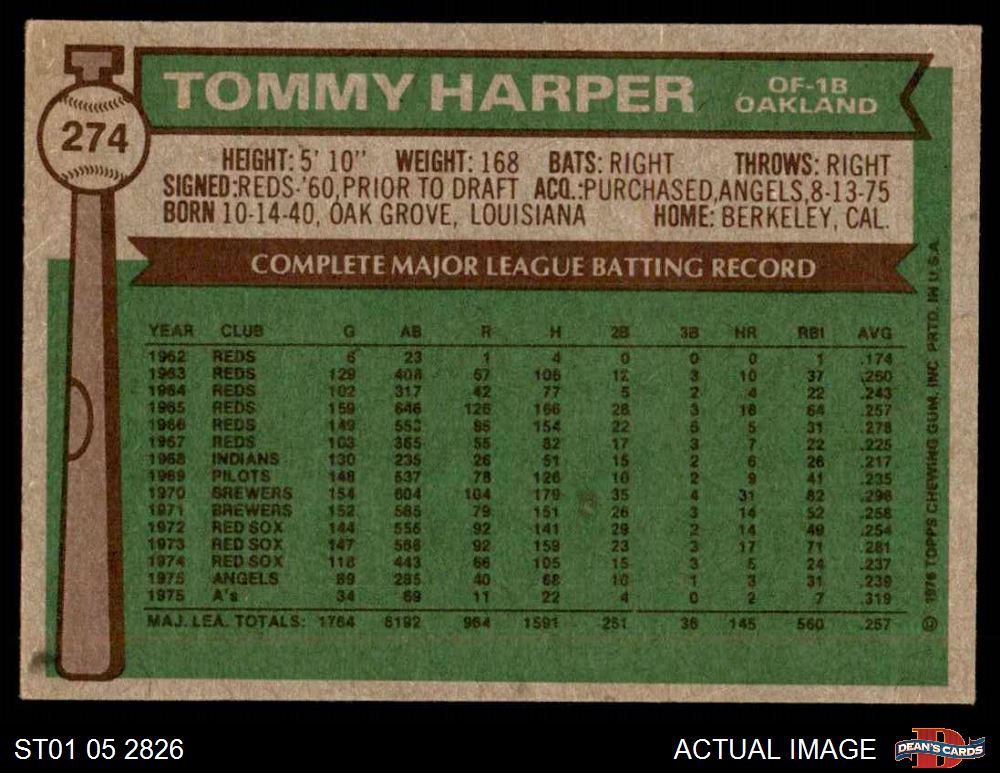 274
TOMMY HARPER
OF-1B
OAKLAND
HEIGHT: 5' 10" WEIGHT: 168 BATS: RIGHT THROWS: RIGHT
SIGNED:REDS-'60,PRIOR TO DRAFT ACQ.:PURCHASED,ANGELS,8-13-75
BORN 10-14-40, OAK GROVE, LOUISIANA HOME: BERKELEY, CAL.
COMPLETE MAJOR LEAGUE BATTING RECORD
YEAR CLUB G AB R H 2B 3B HR RBI AVG
1962 REDS 6 23 1 4 0 0 0 1 .174
1963 REDS 129 408 67 106 12 3 10 37 .260
1964 REDS 102 317 42 77 5 2 4 22 .243
1965 REDS 159 646 126 166 28 3 18 64 .257
1966 REDS 149 553 85 154 22 5 5 31 .278
1967 REDS 103 365 55 82 17 3 7 22 .225
1968 INDIANS 130 235 26 51 15 2 6 26 .217
1969 PILOTS 148 537 78 126 10 2 9 41 .235
1970 BREWERS 154 604 104 179 35 4 31 82 .296
1971 BREWERS 152 585 79 151 26 3 14 52 .258
1972 RED SOX 144 556 92 141 29 2 14 49 .254
1973 RED SOX 147 566 92 159 23 3 17 71 .281
1974 RED SOX 118 443 66 105 15 3 5 24 .237
1975 ANGELS 89 285 40 68 10 1 3 31 .239
1975 A's 34 69 11 22 4 0 2 7 .319
MAJ. LEA. TOTALS: 1764 6192 964 1591 251 36 145 560 .257
© 1976 TOPPS CHEWING GUM, INC. PRTD. IN U.S.A.
ST01 05 2826
ACTUAL IMAGE
D
DEAN'S CARDS